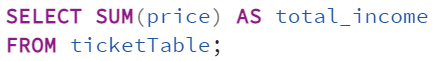 SELECT SUM(price) AS total_income
FROM ticketTable;